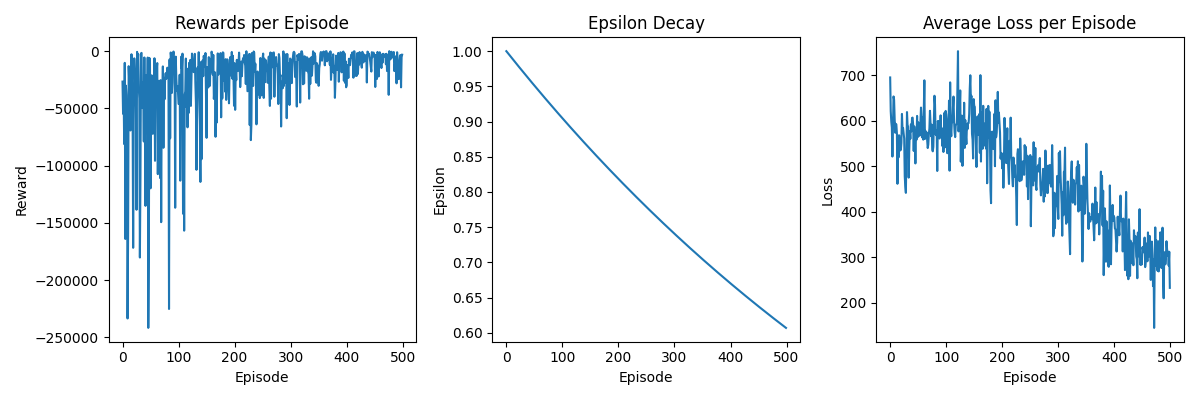 Rewards per Episode
0
−50000
−100000
−150000
−200000
−250000
Reward
0 100 200 300 400 500
Episode
Epsilon Decay
1.00
0.95
0.90
0.85
0.80
0.75
0.70
0.65
0.60
Epsilon
0 100 200 300 400 500
Episode
Average Loss per Episode
700
600
500
400
300
200
Loss
0 100 200 300 400 500
Episode